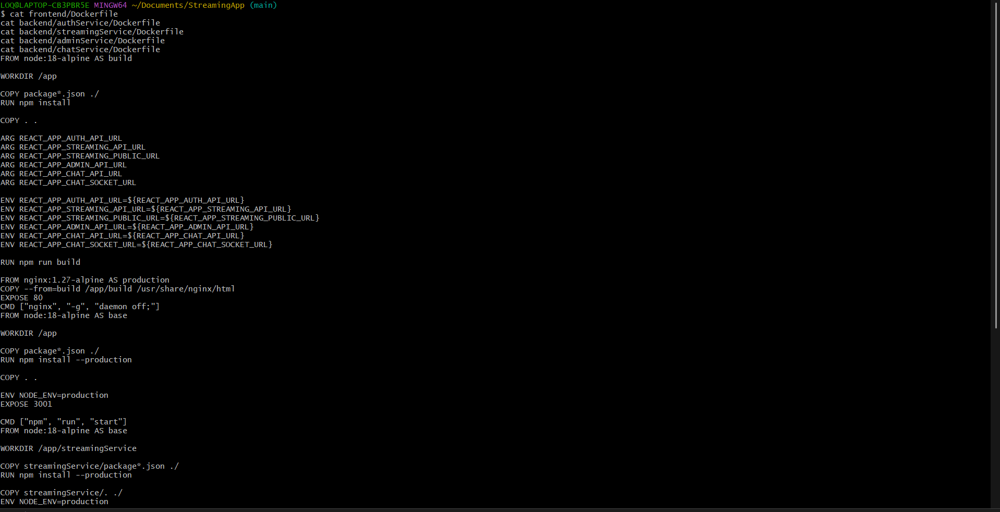 LOQ@LAPTOP-CB3PBR5E MINGW64 ~/Documents/StreamingApp (main)
$ cat frontend/Dockerfile
cat backend/authService/Dockerfile
cat backend/streamingService/Dockerfile
cat backend/adminService/Dockerfile
cat backend/chatService/Dockerfile
FROM node:18-alpine AS build
WORKDIR /app
COPY package*.json ./
RUN npm install
COPY . .
ARG REACT_APP_AUTH_API_URL
ARG REACT_APP_STREAMING_API_URL
ARG REACT_APP_STREAMING_PUBLIC_URL
ARG REACT_APP_ADMIN_API_URL
ARG REACT_APP_CHAT_API_URL
ARG REACT_APP_CHAT_SOCKET_URL
ENV REACT_APP_AUTH_API_URL=${REACT_APP_AUTH_API_URL}
ENV REACT_APP_STREAMING_API_URL=${REACT_APP_STREAMING_API_URL}
ENV REACT_APP_STREAMING_PUBLIC_URL=${REACT_APP_STREAMING_PUBLIC_URL}
ENV REACT_APP_ADMIN_API_URL=${REACT_APP_ADMIN_API_URL}
ENV REACT_APP_CHAT_API_URL=${REACT_APP_CHAT_API_URL}
ENV REACT_APP_CHAT_SOCKET_URL=${REACT_APP_CHAT_SOCKET_URL}
RUN npm run build
FROM nginx:1.27-alpine AS production
COPY --from=build /app/build /usr/share/nginx/html
EXPOSE 80
CMD ["nginx", "-g", "daemon off;"]
FROM node:18-alpine AS base
WORKDIR /app
COPY package*.json ./
RUN npm install --production
COPY . .
ENV NODE_ENV=production
EXPOSE 3001
CMD ["npm", "run", "start"]
FROM node:18-alpine AS base
WORKDIR /app/streamingService
COPY streamingService/package*.json ./
RUN npm install --production
COPY streamingService/. ./
ENV NODE_ENV=production